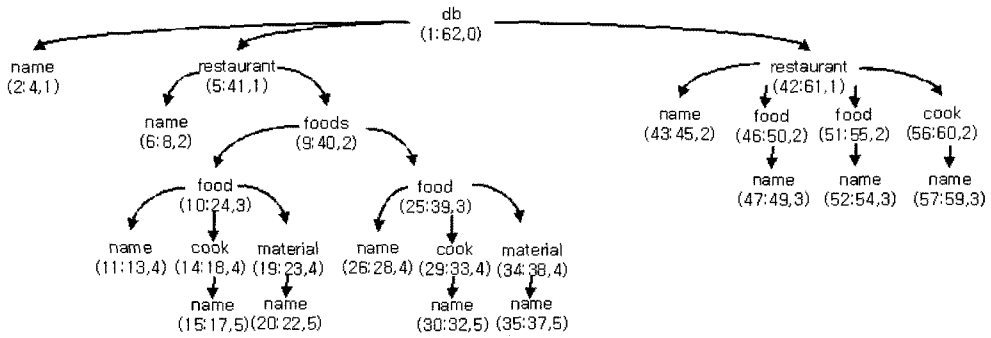 db
(1:62,0)
name
(2:4,1)
restaurant
(5:41,1)
restaurant
(42:61,1)
name
(6:8,2)
foods
(9:40,2)
name
(43:45,2)
food
(46:50,2)
food
(51:55,2)
cook
(56:60,2)
name
(47:49,3)
name
(52:54,3)
name
(57:59,3)
food
(10:24,3)
food
(25:39,3)
name
(11:13,4)
cook
(14:18,4)
material
(19:23,4)
name
(26:28,4)
cook
(29:33,4)
material
(34:38,4)
name
(15:17,5)
name
(20:22,5)
name
(30:32,5)
name
(35:37,5)